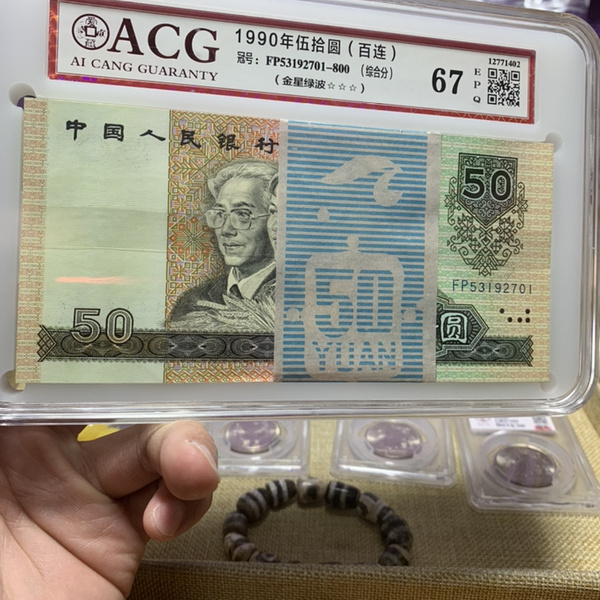 ACG
AI CANG GUARANTY
1990年伍拾圆（百连）
冠号：FP53192701-800 （综合分）
（金星绿波☆☆☆）
67
EPQ
12771402
中国人民银行
50
FP53192701
50
50
YUAN
圆